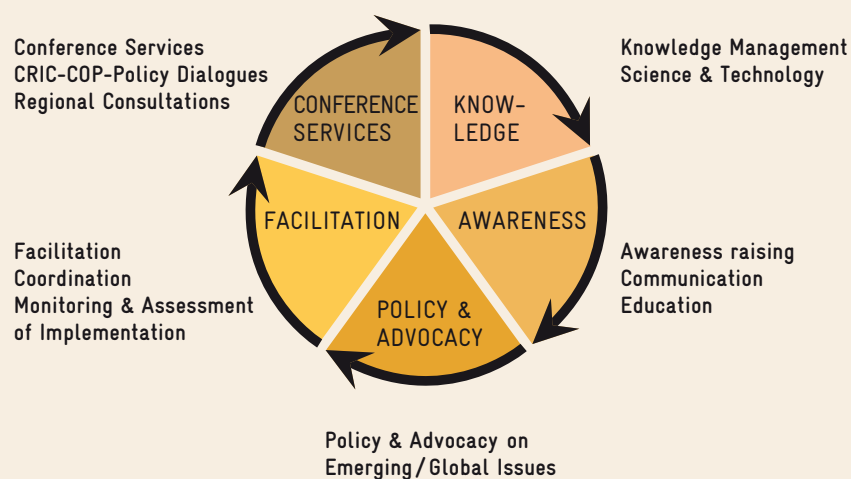 Conference Services
CRIC-COP-Policy Dialogues
Regional Consultations
Knowledge Management
Science & Technology
CONFERENCE
SERVICES
KNOW-
LEDGE
FACILITATION
AWARENESS
POLICY &
ADVOCACY
Facilitation
Coordination
Monitoring & Assessment
of Implementation
Awareness raising
Communication
Education
Policy & Advocacy on
Emerging/Global Issues